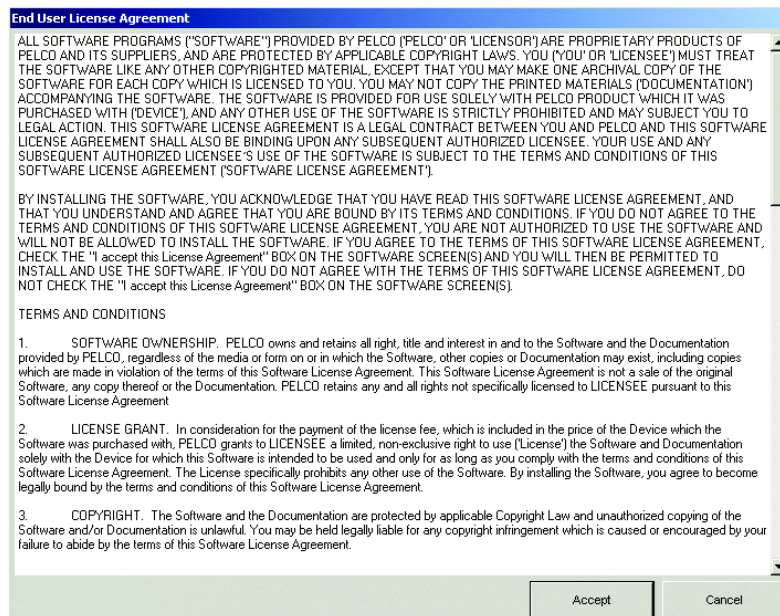 End User License Agreement
ALL SOFTWARE PROGRAMS ("SOFTWARE") PROVIDED BY PELCO ('PELCO' OR 'LICENSOR') ARE PROPRIETARY PRODUCTS OF
PELCO AND ITS SUPPLIERS, AND ARE PROTECTED BY APPLICABLE COPYRIGHT LAWS. YOU ('YOU' OR 'LICENSEE') MUST TREAT
THE SOFTWARE LIKE ANY OTHER COPYRIGHTED MATERIAL, EXCEPT THAT YOU MAY MAKE ONE ARCHIVAL COPY OF THE
SOFTWARE FOR EACH COPY WHICH IS LICENSED TO YOU. YOU MAY NOT COPY THE PRINTED MATERIALS ('DOCUMENTATION')
ACCOMPANYING THE SOFTWARE. THE SOFTWARE IS PROVIDED FOR USE SOLELY WITH PELCO PRODUCT WHICH IT WAS
PURCHASED WITH ('DEVICE'), AND ANY OTHER USE OF THE SOFTWARE IS STRICTLY PROHIBITED AND MAY SUBJECT YOU TO
LEGAL ACTION. THIS SOFTWARE LICENSE AGREEMENT IS A LEGAL CONTRACT BETWEEN YOU AND PELCO AND THIS SOFTWARE
LICENSE AGREEMENT SHALL ALSO BE BINDING UPON ANY SUBSEQUENT AUTHORIZED LICENSEE. YOUR USE AND ANY
SUBSEQUENT AUTHORIZED LICENSEE'S USE OF THE SOFTWARE IS SUBJECT TO THE TERMS AND CONDITIONS OF THIS
SOFTWARE LICENSE AGREEMENT ('SOFTWARE LICENSE AGREEMENT').
BY INSTALLING THE SOFTWARE, YOU ACKNOWLEDGE THAT YOU HAVE READ THIS SOFTWARE LICENSE AGREEMENT, AND
THAT YOU UNDERSTAND AND AGREE THAT YOU ARE BOUND BY ITS TERMS AND CONDITIONS. IF YOU DO NOT AGREE TO THE
TERMS AND CONDITIONS OF THIS SOFTWARE LICENSE AGREEMENT, YOU ARE NOT AUTHORIZED TO USE THE SOFTWARE AND
WILL NOT BE ALLOWED TO INSTALL THE SOFTWARE. IF YOU AGREE TO THE TERMS OF THIS SOFTWARE LICENSE AGREEMENT,
CHECK THE "I accept this License Agreement" BOX ON THE SOFTWARE SCREEN(S) AND YOU WILL THEN BE PERMITTED TO
INSTALL AND USE THE SOFTWARE. IF YOU DO NOT AGREE WITH THE TERMS OF THIS SOFTWARE LICENSE AGREEMENT, DO
NOT CHECK THE "I accept this License Agreement" BOX ON THE SOFTWARE SCREEN(S).
TERMS AND CONDITIONS
1. SOFTWARE OWNERSHIP. PELCO owns and retains all right, title and interest in and to the Software and the Documentation
provided by PELCO, regardless of the media or form on or in which the Software, other copies or Documentation may exist, including copies
which are made in violation of the terms of this Software License Agreement. This Software License Agreement is not a sale of the original
Software, any copy thereof or the Documentation. PELCO retains any and all rights not specifically licensed to LICENSEE pursuant to this
Software License Agreement
2. LICENSE GRANT. In consideration for the payment of the license fee, which is included in the price of the Device which the
Software was purchased with, PELCO grants to LICENSEE a limited, non-exclusive right to use ('License') the Software and Documentation
solely with the Device for which this Software is intended to be used and only for as long as you comply with the terms and conditions of this
Software License Agreement. The License specifically prohibits any other use of the Software. By installing the Software, you agree to become
legally bound by the terms and conditions of this Software License Agreement.
3. COPYRIGHT. The Software and the Documentation are protected by applicable Copyright Law and unauthorized copying of the
Software and/or Documentation is unlawful. You may be held legally liable for any copyright infringement which is caused or encouraged by your
failure to abide by the terms of this Software License Agreement.
Accept
Cancel